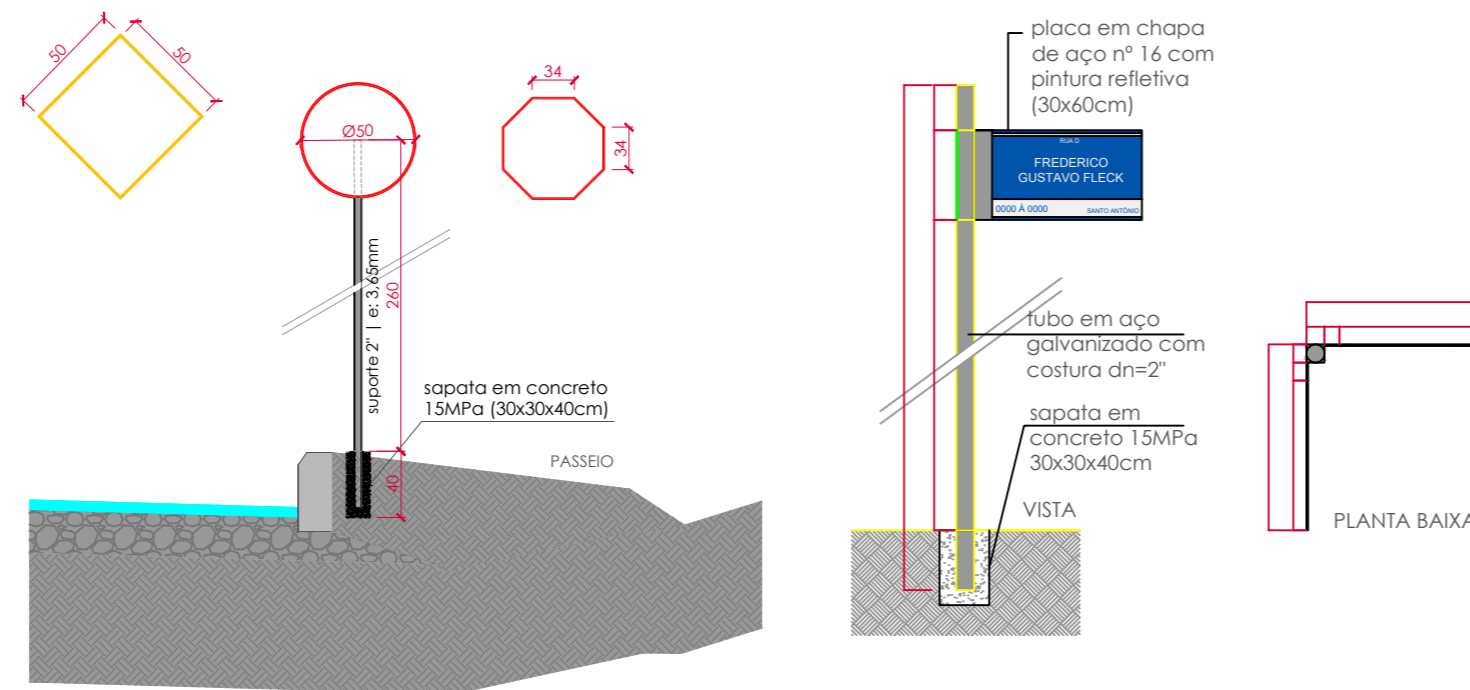 50
50
Ø50
260
suporte 2" | e: 3,65mm
34
34
sapata em concreto
15MPa (30x30x40cm)
40
PASSEIO
placa em chapa
de aço nº 16 com
pintura refletiva
(30x60cm)
RUA D
FREDERICO
GUSTAVO FLECK
0000 À 0000
SANTO ANTÔNIO
tubo em aço
galvanizado com
costura dn=2"
sapata em
concreto 15MPa
30x30x40cm
VISTA
PLANTA BAIXA